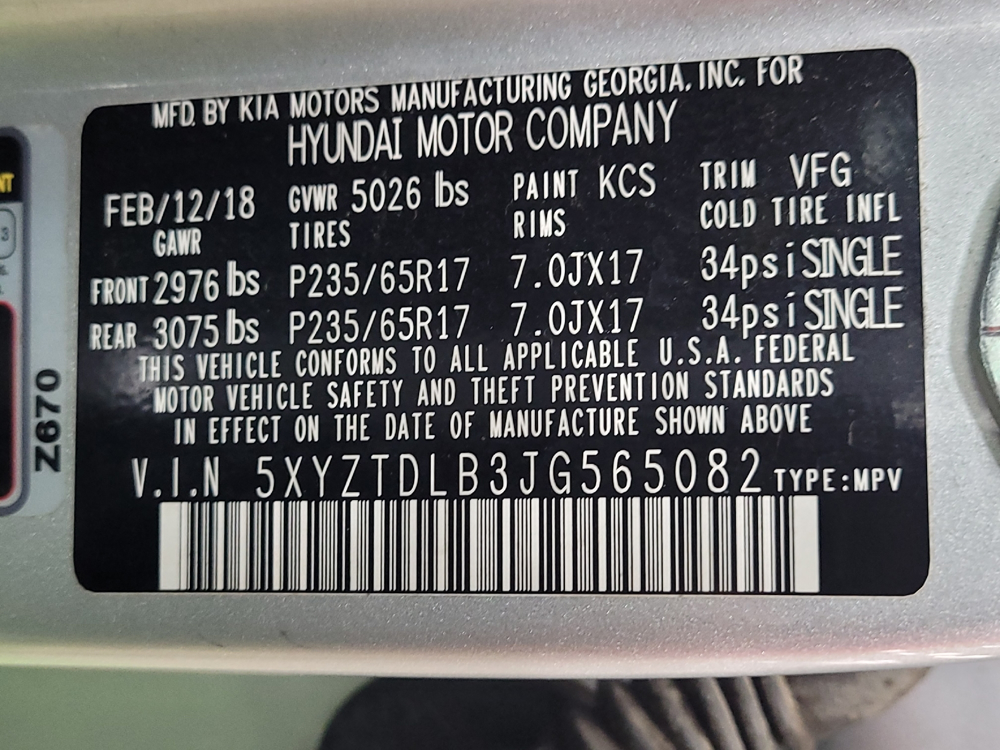 MFD. BY KIA MOTORS MANUFACTURING GEORGIA, INC. FOR
HYUNDAI MOTOR COMPANY
FEB/12/18 GVWR 5026 lbs PAINT KCS TRIM VFG
GAWR TIRES RIMS COLD TIRE INFL
FRONT 2976 lbs P235/65R17 7.0JX17 34psi SINGLE
REAR 3075 lbs P235/65R17 7.0JX17 34psi SINGLE
THIS VEHICLE CONFORMS TO ALL APPLICABLE U.S.A. FEDERAL
MOTOR VEHICLE SAFETY AND THEFT PREVENTION STANDARDS
IN EFFECT ON THE DATE OF MANUFACTURE SHOWN ABOVE
V.I.N 5XYZTDLB3JG565082 TYPE:MPV
Z670
NT
3